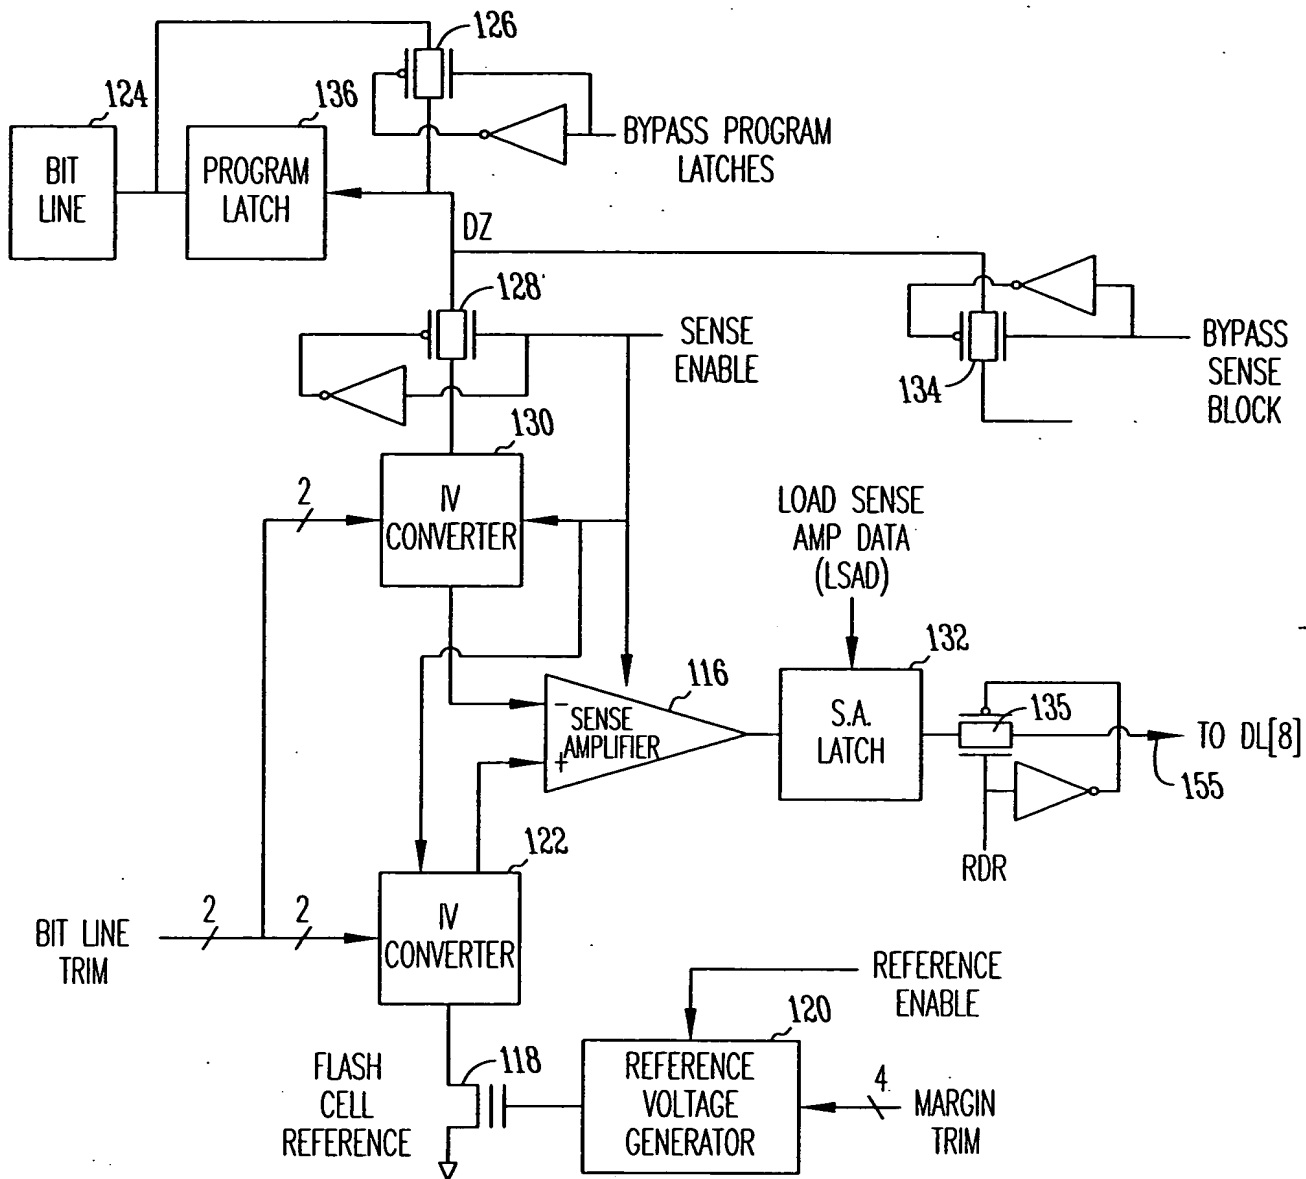 126
124
136
BIT
LINE
PROGRAM
LATCH
BYPASS PROGRAM
LATCHES
DZ
128
SENSE
ENABLE
134
BYPASS
SENSE
BLOCK
130
2
IV
CONVERTER
LOAD SENSE
AMP DATA
(LSAD)
132
116
-
SENSE
AMPLIFIER
+
S.A.
LATCH
135
TO DL[8]
155
RDR
122
2
2
BIT LINE
TRIM
IV
CONVERTER
REFERENCE
ENABLE
120
118
FLASH
CELL
REFERENCE
REFERENCE
VOLTAGE
GENERATOR
4
MARGIN
TRIM